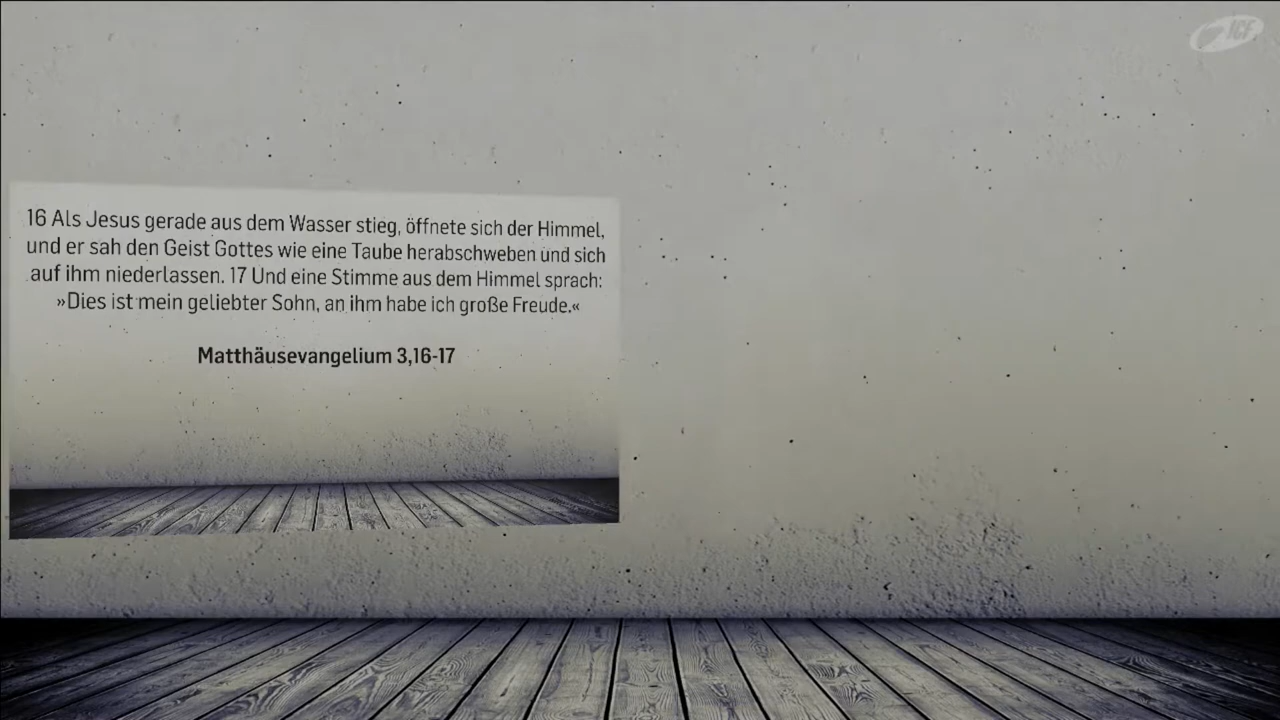 ICF
16 Als Jesus gerade aus dem Wasser stieg, öffnete sich der Himmel,
und er sah den Geist Gottes wie eine Taube herabschweben und sich
auf ihm niederlassen. 17 Und eine Stimme aus dem Himmel sprach:
»Dies ist mein geliebter Sohn, an ihm habe ich große Freude.«
Matthäusevangelium 3,16-17